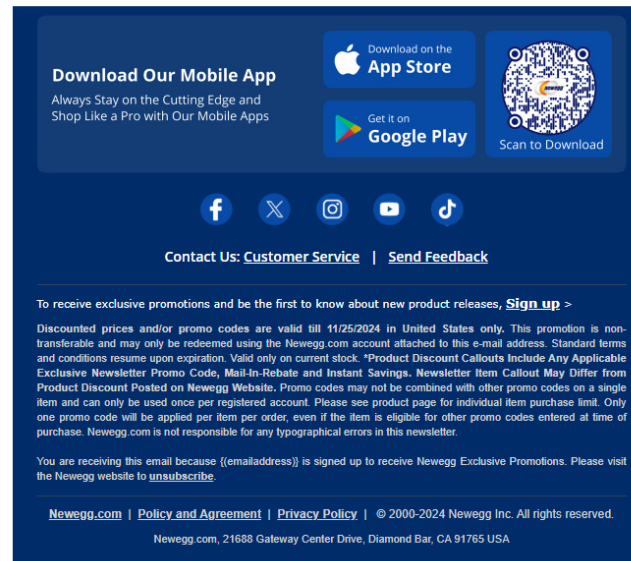 Download Our Mobile App
Always Stay on the Cutting Edge and
Shop Like a Pro with Our Mobile Apps
Download on the
App Store
Get it on
Google Play
newegg
Scan to Download
Contact Us: Customer Service | Send Feedback
To receive exclusive promotions and be the first to know about new product releases, Sign up >
Discounted prices and/or promo codes are valid till 11/25/2024 in United States only. This promotion is non-
transferable and may only be redeemed using the Newegg.com account attached to this e-mail address. Standard terms
and conditions resume upon expiration. Valid only on current stock. *Product Discount Callouts Include Any Applicable
Exclusive Newsletter Promo Code, Mail-In-Rebate and Instant Savings. Newsletter Item Callout May Differ from
Product Discount Posted on Newegg Website. Promo codes may not be combined with other promo codes on a single
item and can only be used once per registered account. Please see product page for individual item purchase limit. Only
one promo code will be applied per item per order, even if the item is eligible for other promo codes entered at time of
purchase. Newegg.com is not responsible for any typographical errors in this newsletter.
You are receiving this email because {(emailaddress)} is signed up to receive Newegg Exclusive Promotions. Please visit
the Newegg website to unsubscribe.
Newegg.com | Policy and Agreement | Privacy Policy | © 2000-2024 Newegg Inc. All rights reserved.
Newegg.com, 21688 Gateway Center Drive, Diamond Bar, CA 91765 USA